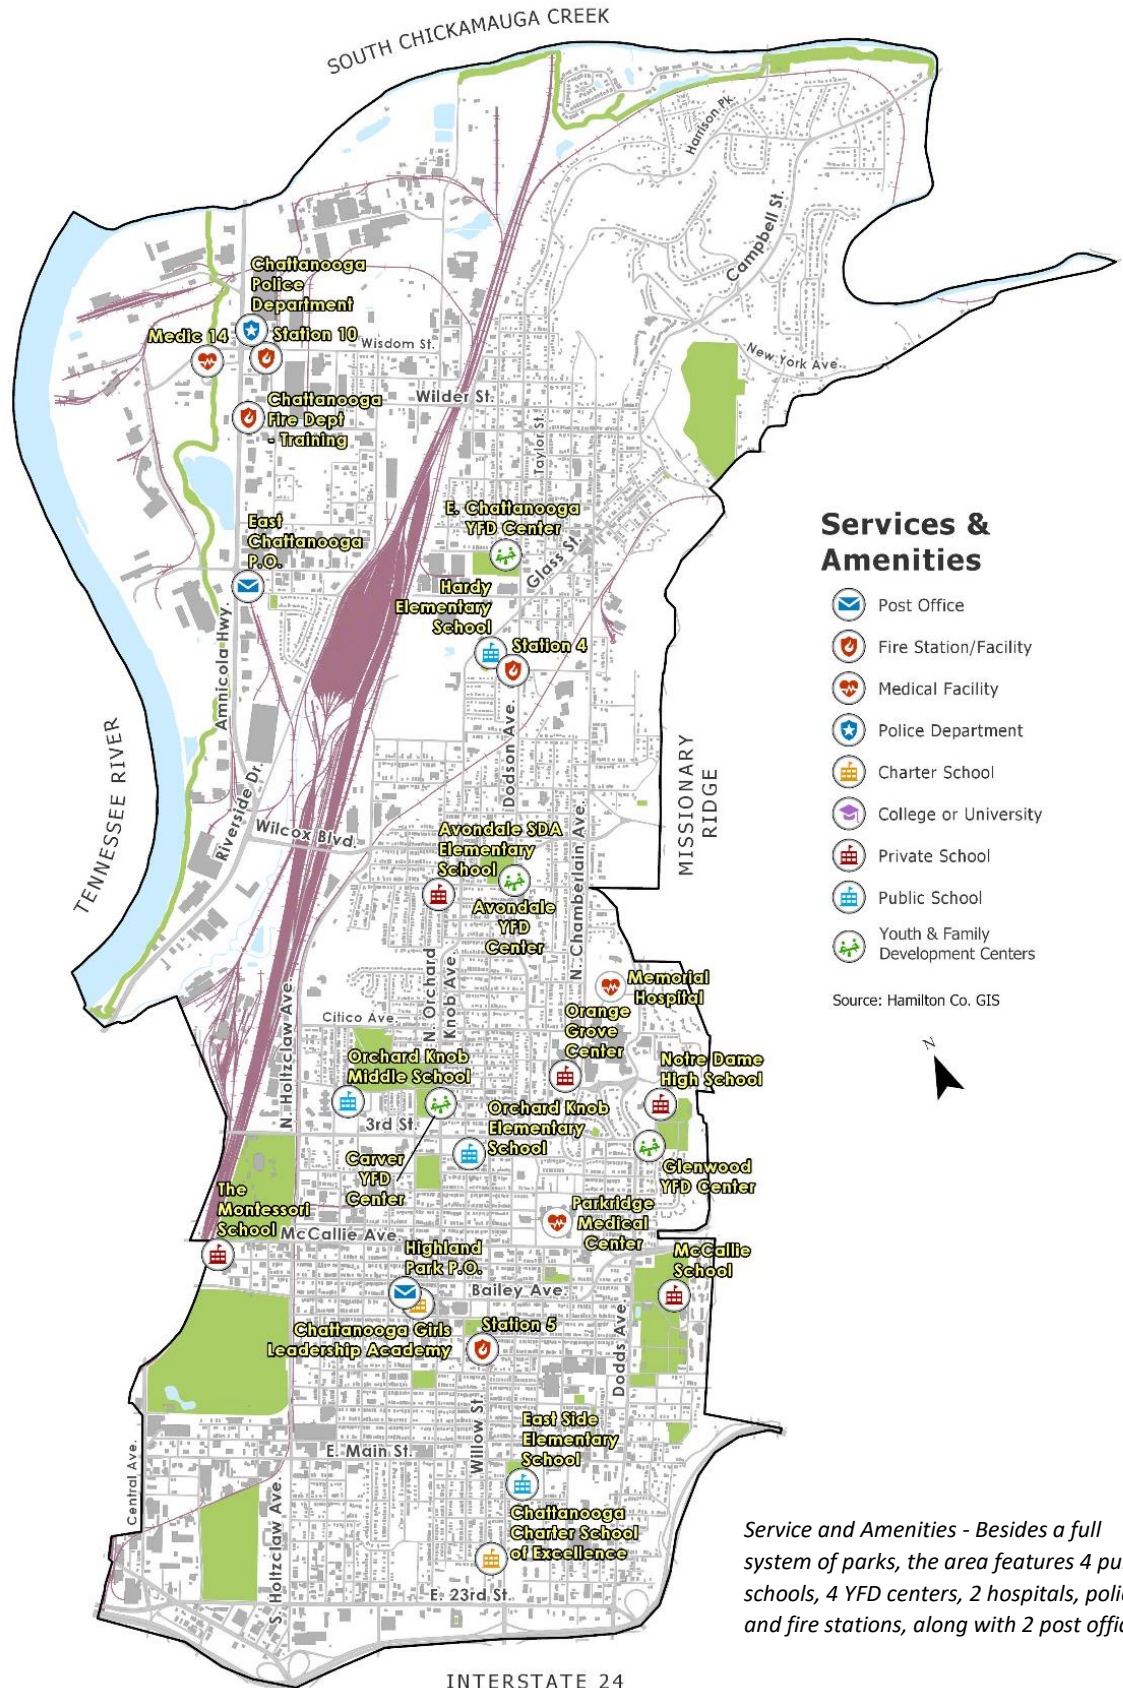 SOUTH CHICKAMAUGA CREEK
Harrison Pk.
Campbell St.
Chattanooga
Police
Department
Medic 14
Station 10
Wisdom St.
New York Ave.
Wilder St.
Chattanooga
Fire Dept
- Training
Taylor St.
E. Chattanooga
YFD Center
East
Chattanooga
P.O.
Glass St.
Hardy
Elementary
School
Station 4
Amnicola Hwy.
TENNESSEE RIVER
Dodson Ave.
MISSIONARY
RIDGE
Riverside Dr.
Wilcox Blvd.
Avondale SDA
Elementary
School
N. Chamberlain Ave.
Avondale
YFD
Center
N. Orchard
Knob Ave.
Memorial
Hospital
N. Holtzclaw Ave.
Citico Ave.
Orange
Grove
Center
Orchard Knob
Middle School
Notre Dame
High School
3rd St.
Orchard Knob
Elementary
School
Carver
YFD
Center
Glenwood
YFD Center
The
Montessori
School
Parkridge
Medical
Center
McCallie Ave.
Highland
Park P.O.
McCallie
School
Bailey Ave.
Chattanooga Girls
Leadership Academy
Station 5
Dodds Ave.
Willow St.
East Side
Elementary
School
E. Main St.
Central Ave.
S. Holtzclaw Ave.
Chattanooga
Charter School
of Excellence
E. 23rd St.
INTERSTATE 24
Services &
Amenities
Post Office
Fire Station/Facility
Medical Facility
Police Department
Charter School
College or University
Private School
Public School
Youth & Family
Development Centers
Source: Hamilton Co. GIS
N
Service and Amenities - Besides a full
system of parks, the area features 4 pu
schools, 4 YFD centers, 2 hospitals, polic
and fire stations, along with 2 post offic